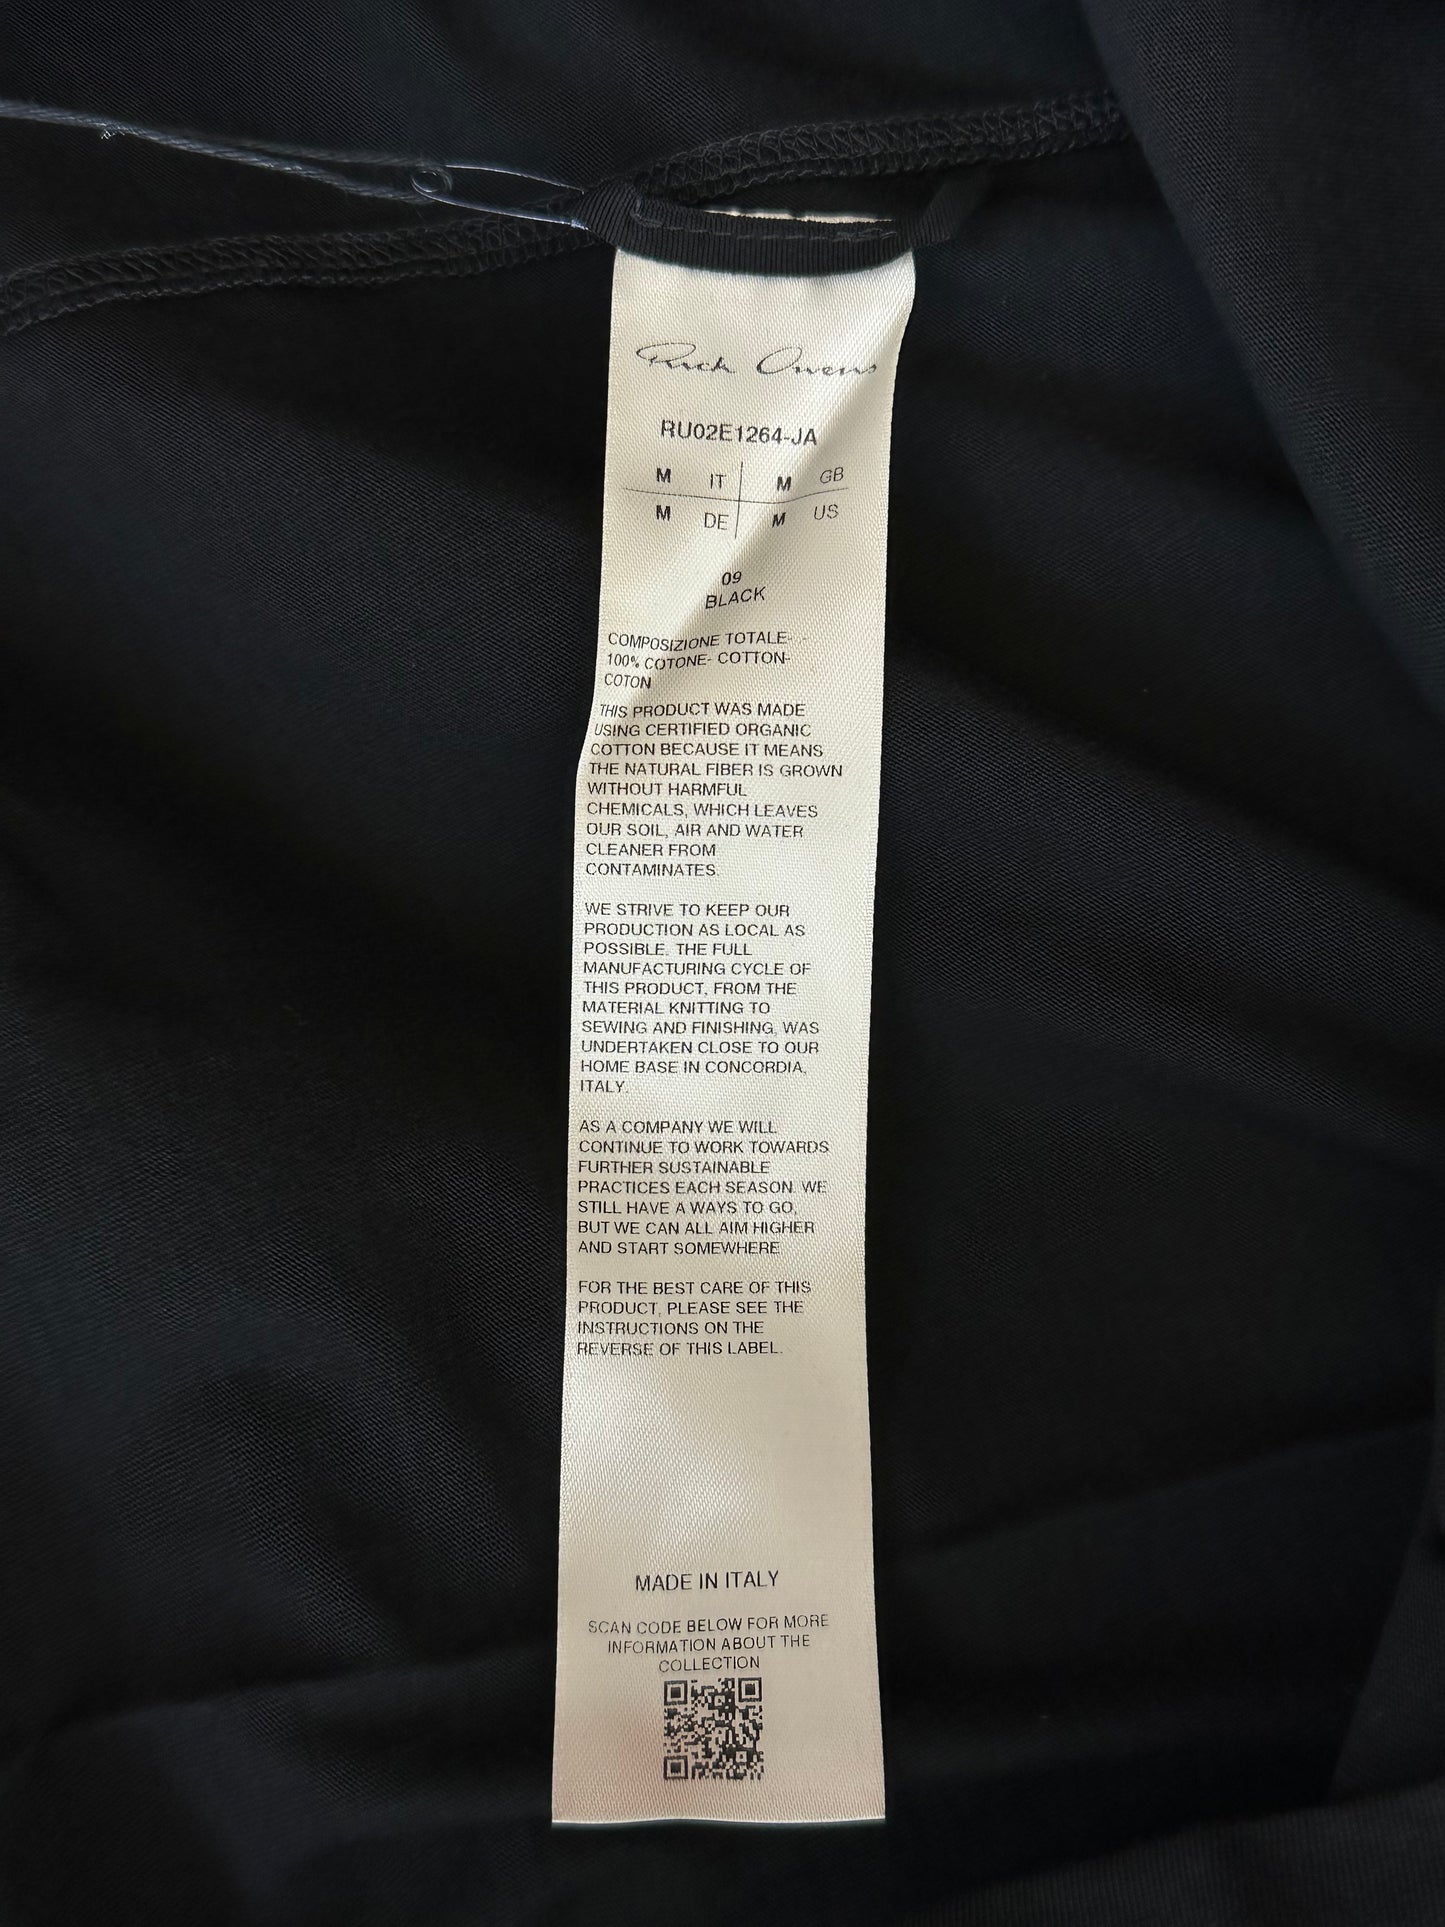 Rick Owens
RU02E1264-JA
M IT M GB
M DE M US
09
BLACK
COMPOSIZIONE TOTALE- -
100% COTONE- COTTON-
COTON
THIS PRODUCT WAS MADE
USING CERTIFIED ORGANIC
COTTON BECAUSE IT MEANS
THE NATURAL FIBER IS GROWN
WITHOUT HARMFUL
CHEMICALS, WHICH LEAVES
OUR SOIL, AIR AND WATER
CLEANER FROM
CONTAMINATES.
WE STRIVE TO KEEP OUR
PRODUCTION AS LOCAL AS
POSSIBLE. THE FULL
MANUFACTURING CYCLE OF
THIS PRODUCT, FROM THE
MATERIAL KNITTING TO
SEWING AND FINISHING, WAS
UNDERTAKEN CLOSE TO OUR
HOME BASE IN CONCORDIA,
ITALY.
AS A COMPANY WE WILL
CONTINUE TO WORK TOWARDS
FURTHER SUSTAINABLE
PRACTICES EACH SEASON. WE
STILL HAVE A WAYS TO GO,
BUT WE CAN ALL AIM HIGHER
AND START SOMEWHERE
FOR THE BEST CARE OF THIS
PRODUCT, PLEASE SEE THE
INSTRUCTIONS ON THE
REVERSE OF THIS LABEL.
MADE IN ITALY
SCAN CODE BELOW FOR MORE
INFORMATION ABOUT THE
COLLECTION